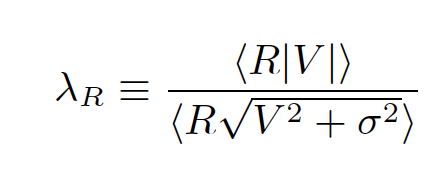 λ_R ≡ ⟨R|V|⟩ / ⟨R√(V² + σ²)⟩